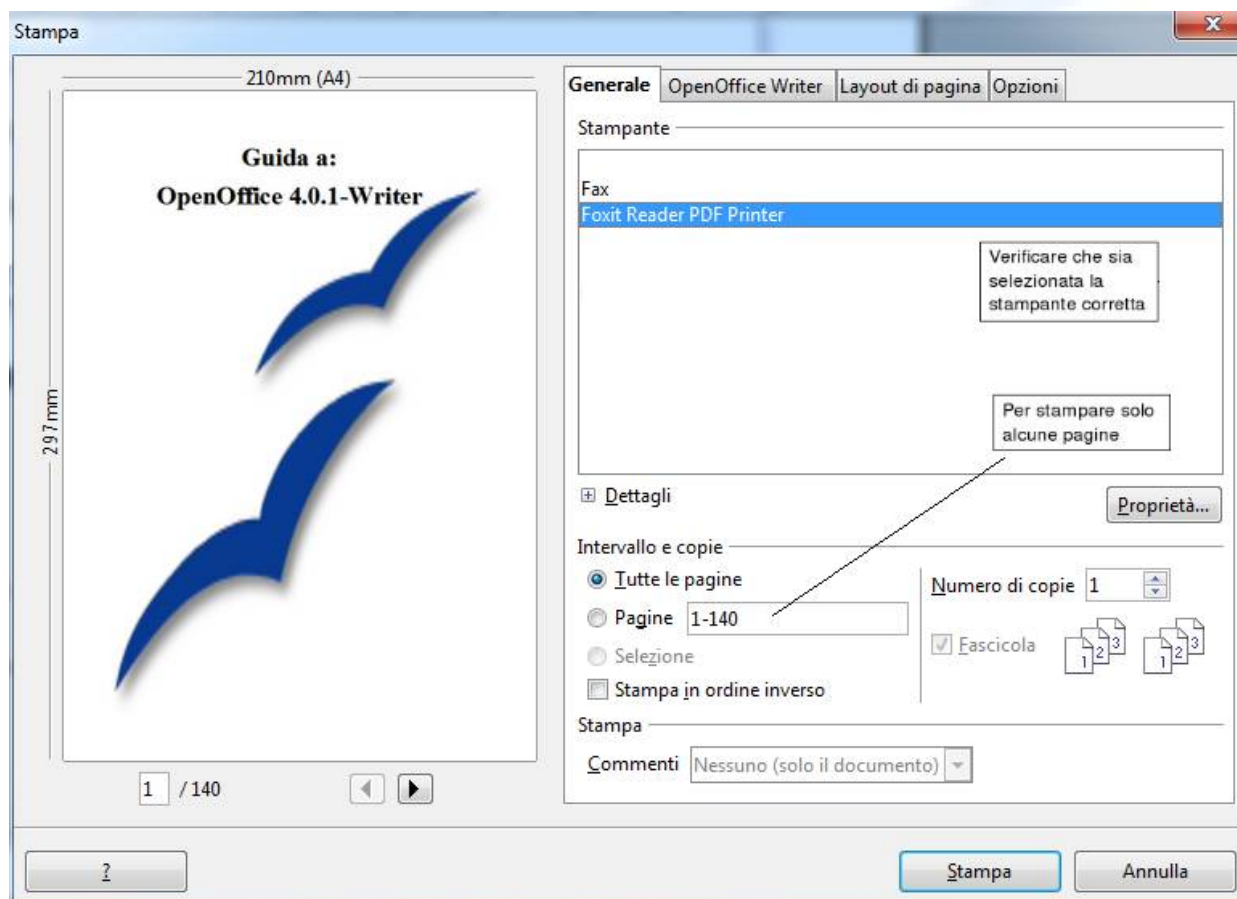 Stampa
210mm (A4)
297mm
Guida a:
OpenOffice 4.0.1-Writer
1 / 140
Generale OpenOffice Writer Layout di pagina Opzioni
Stampante
Fax
Foxit Reader PDF Printer
Verificare che sia
selezionata la
stampante corretta
Per stampare solo
alcune pagine
Dettagli
Proprietà...
Intervallo e copie
Tutte le pagine
Pagine 1-140
Selezione
Stampa in ordine inverso
Numero di copie 1
Fascicola 1 2 3 1 2 3
Stampa
Commenti Nessuno (solo il documento)
? Stampa Annulla